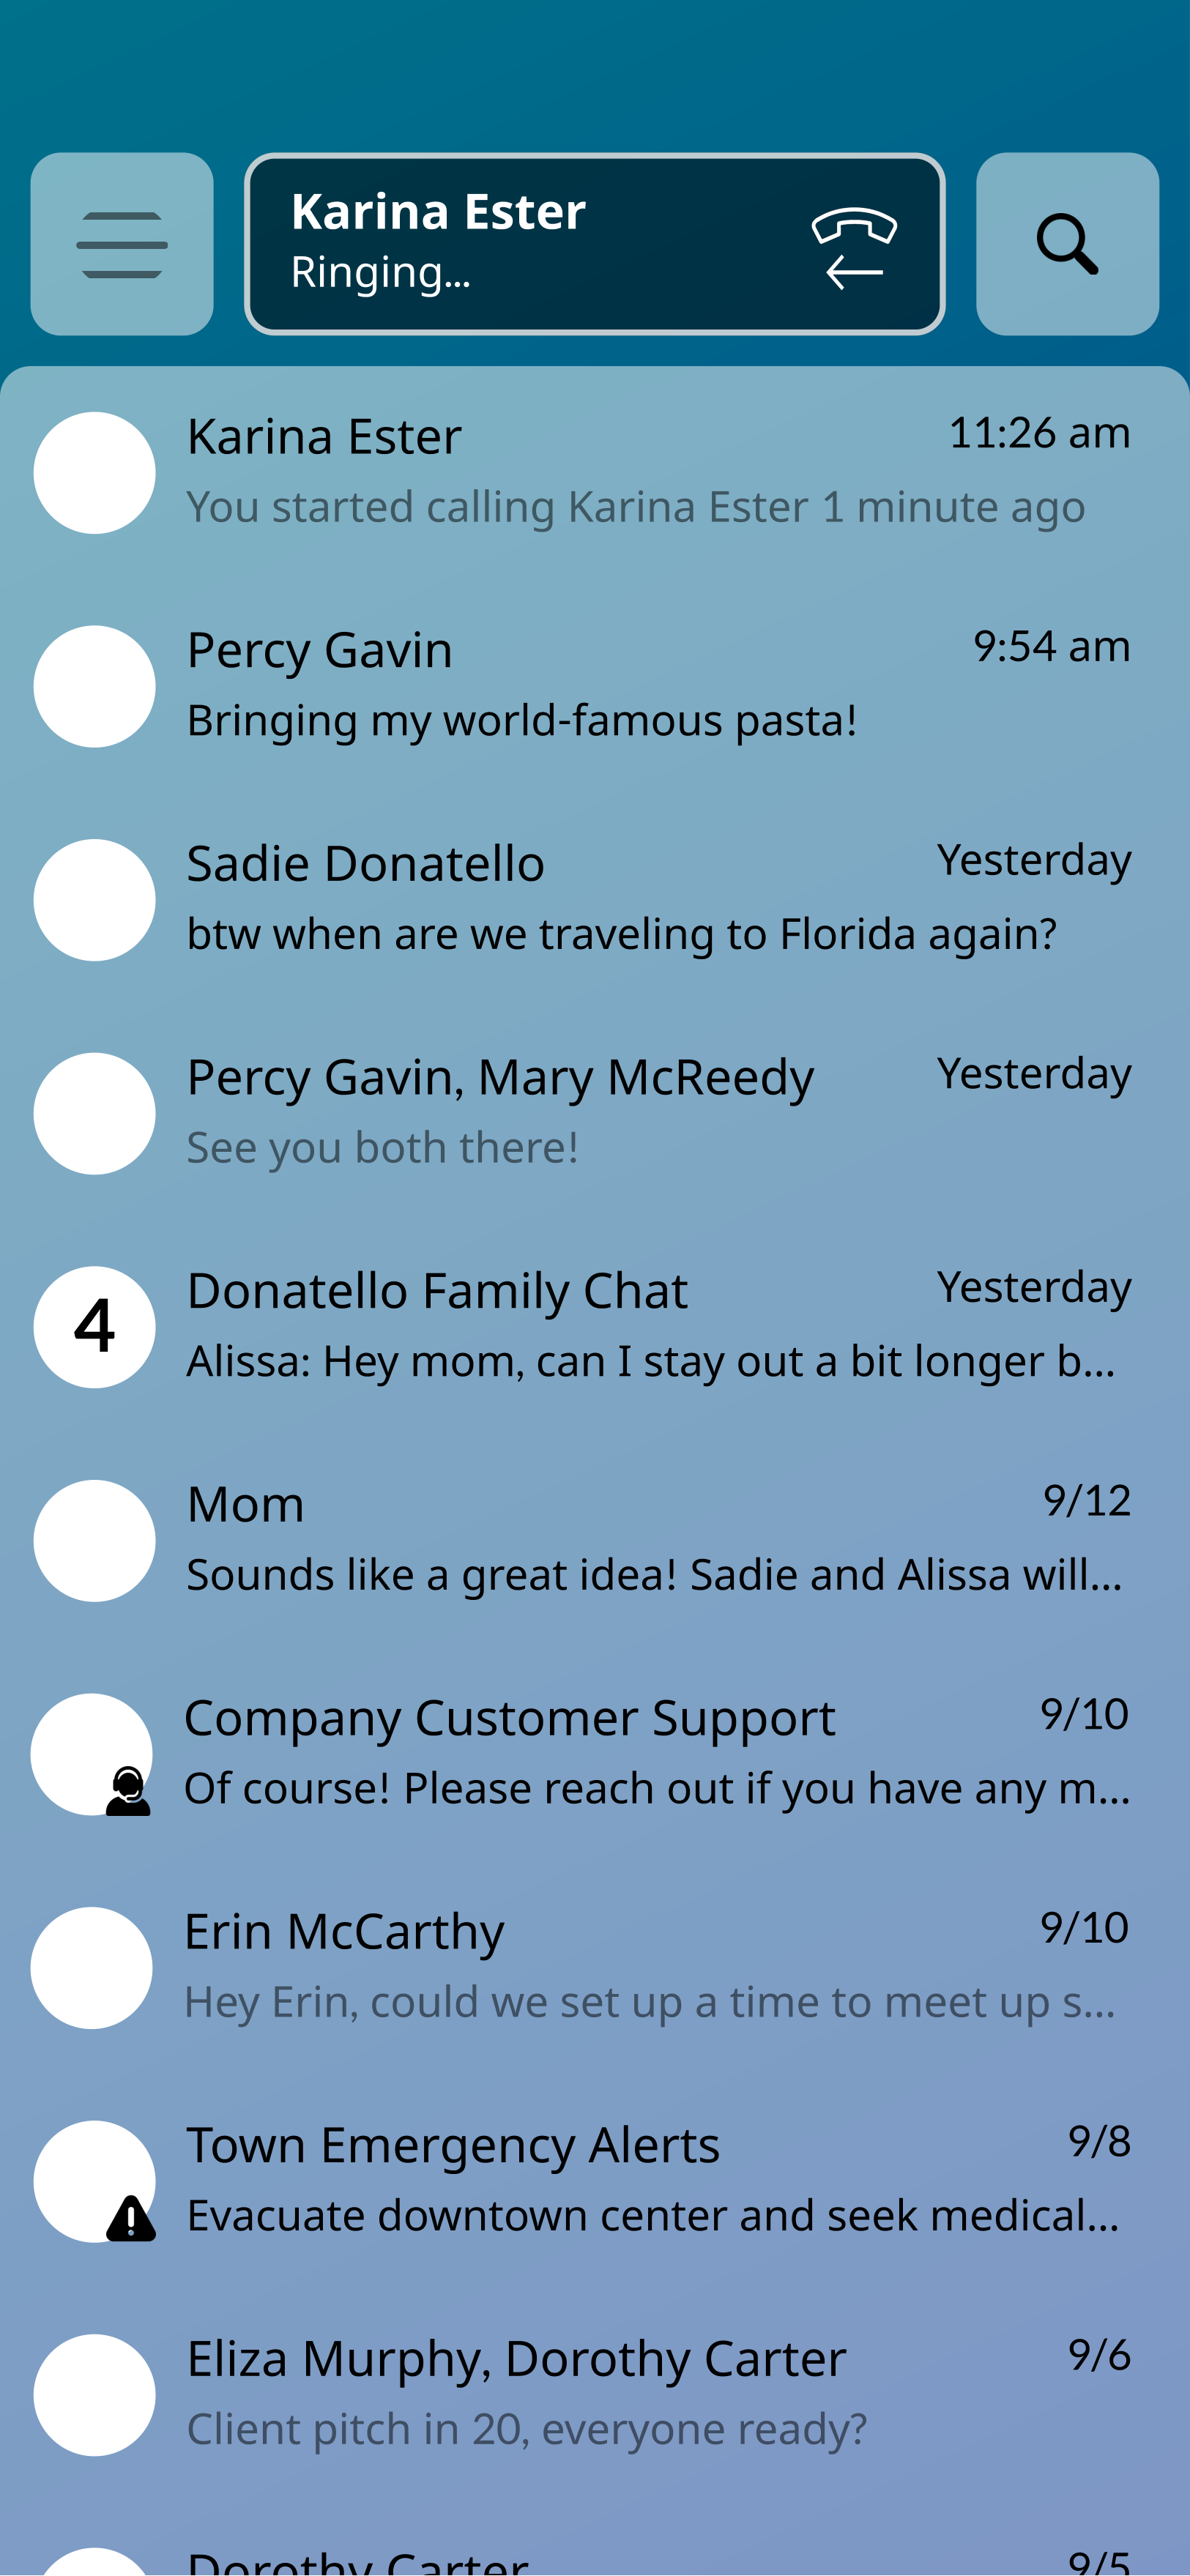 Karina Ester
Ringing...
Karina Ester 11:26 am
You started calling Karina Ester 1 minute ago
Percy Gavin 9:54 am
Bringing my world-famous pasta!
Sadie Donatello Yesterday
btw when are we traveling to Florida again?
Percy Gavin, Mary McReedy Yesterday
See you both there!
4 Donatello Family Chat Yesterday
Alissa: Hey mom, can I stay out a bit longer b...
Mom 9/12
Sounds like a great idea! Sadie and Alissa will...
Company Customer Support 9/10
Of course! Please reach out if you have any m...
Erin McCarthy 9/10
Hey Erin, could we set up a time to meet up s...
Town Emergency Alerts 9/8
Evacuate downtown center and seek medical...
Eliza Murphy, Dorothy Carter 9/6
Client pitch in 20, everyone ready?
Dorothy Carter 9/5